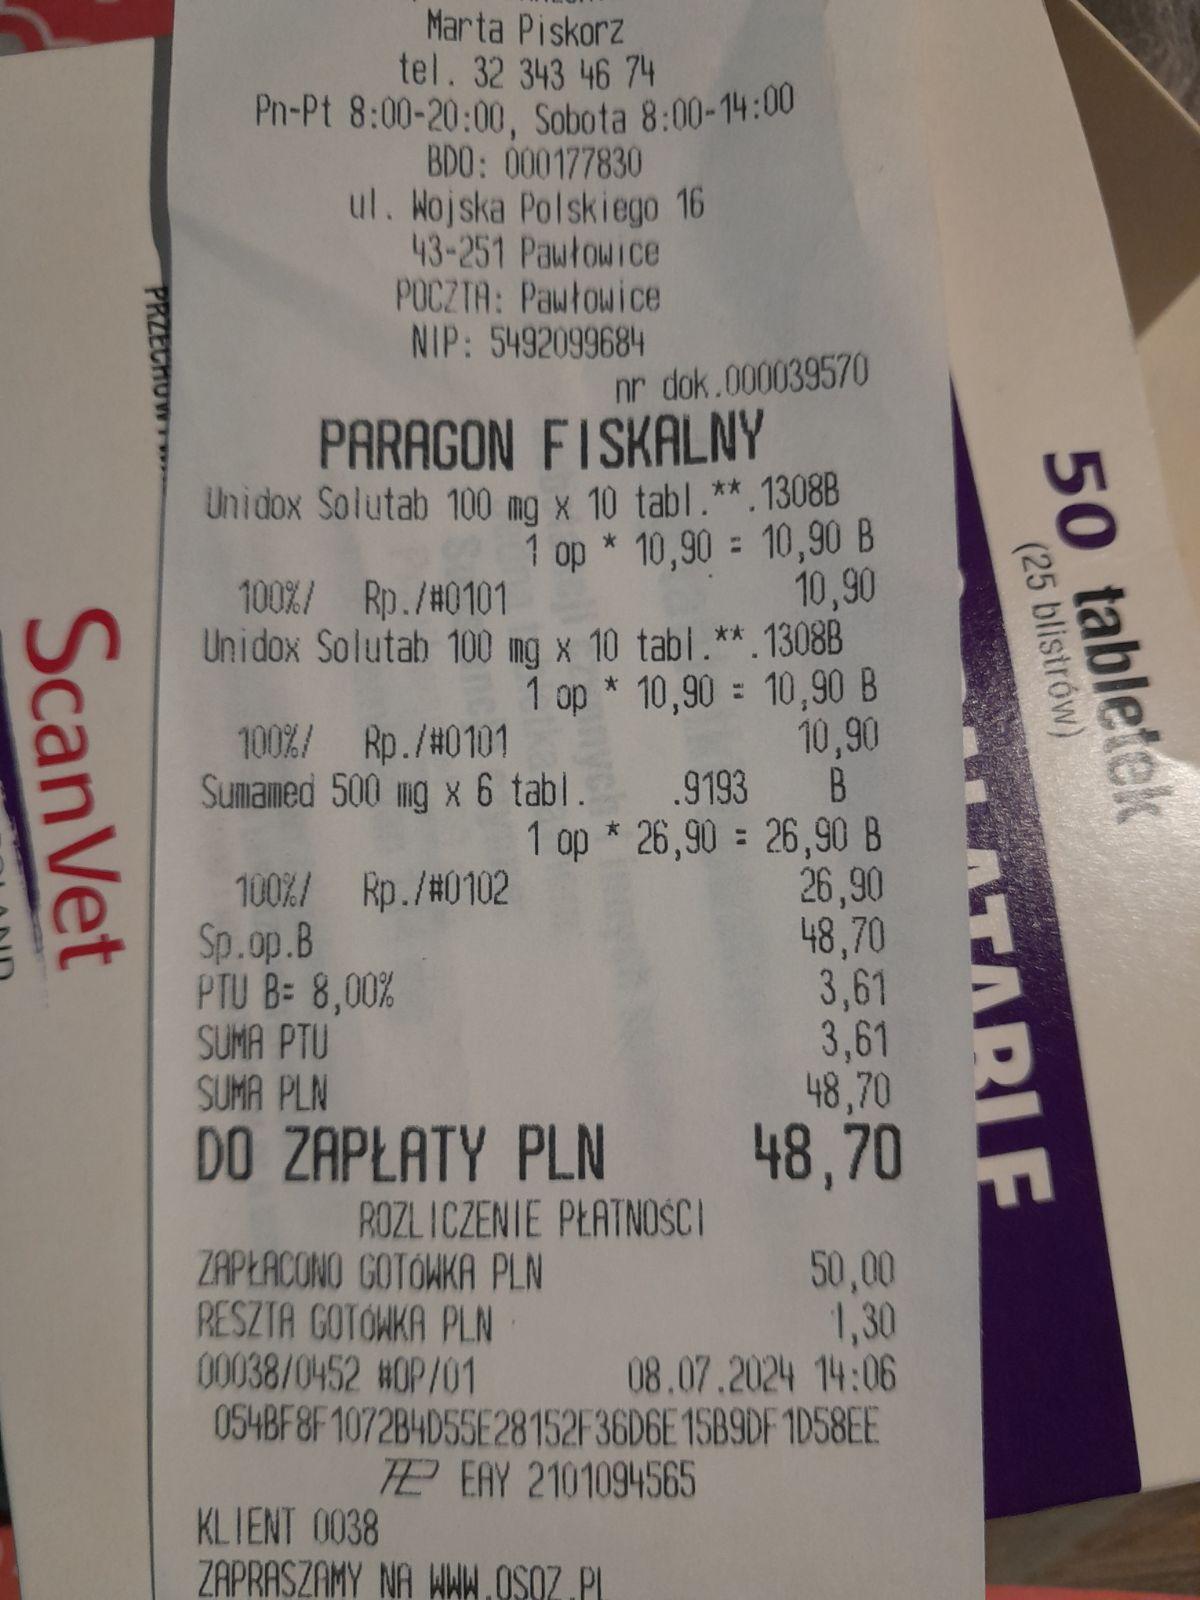 Marta Piskorz
tel. 32 343 46 74
Pn-Pt 8:00-20:00, Sobota 8:00-14:00
BDO: 000177830
ul. Wojska Polskiego 16
43-251 Pawłowice
POCZTA: Pawłowice
NIP: 5492099684
nr dok.000039570
PARAGON FISKALNY
Unidox Solutab 100 mg x 10 tabl.**.1308B
1 op * 10,90 = 10,90 B
100%/ Rp./#0101 10,90
Unidox Solutab 100 mg x 10 tabl.**.1308B
1 op * 10,90 = 10,90 B
100%/ Rp./#0101 10,90
Sumamed 500 mg x 6 tabl. .9193 B
1 op * 26,90 = 26,90 B
100%/ Rp./#0102 26,90
Sp.op.B 48,70
PTU B= 8,00% 3,61
SUMA PTU 3,61
SUMA PLN 48,70
DO ZAPŁATY PLN 48,70
ROZLICZENIE PŁATNOŚCI
ZAPŁACONO GOTÓWKA PLN 50,00
RESZTA GOTÓWKA PLN 1,30
00038/0452 #OP/01 08.07.2024 14:06
054BF8F1072B4D55E28152F36D6E15B9DF1D58EE
EAY 2101094565
KLIENT 0038
ZAPRASZAMY NA WWW.OSOZ.PL
ScanVet
50 tabletek
(25 blistrów)